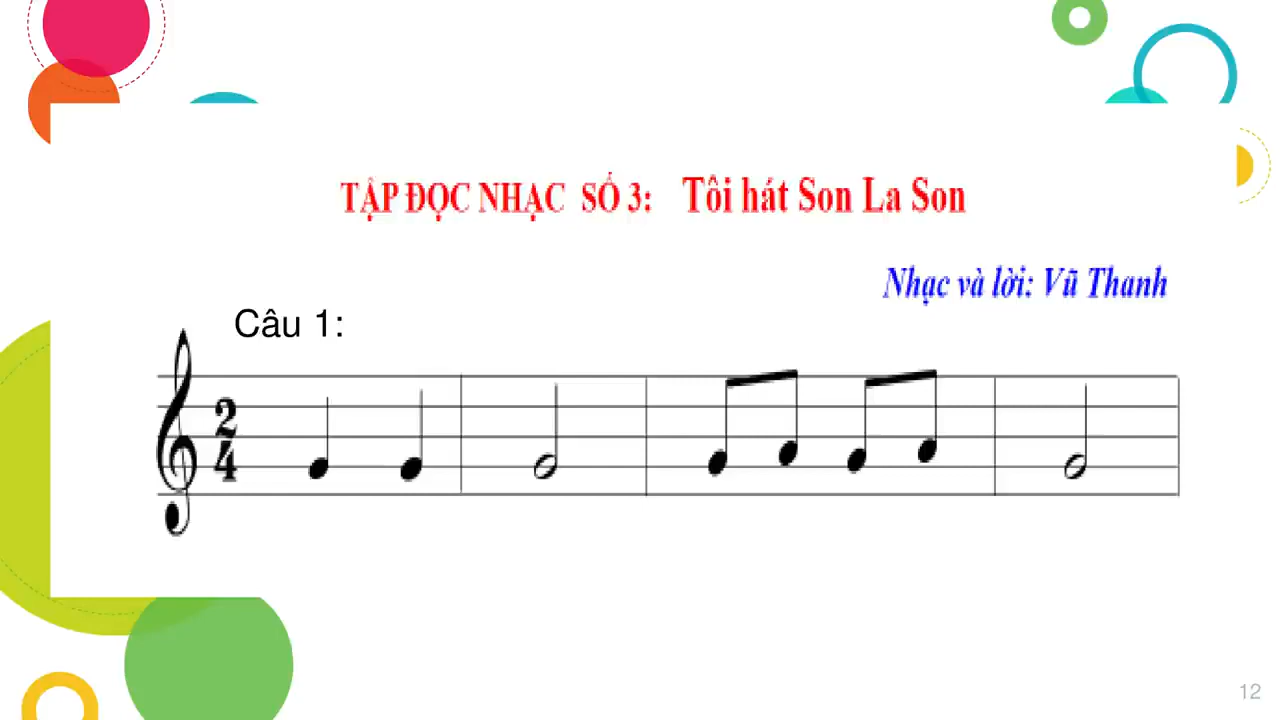 TẬP ĐỌC NHẠC SỐ 3: Tôi hát Son La Son
Nhạc và lời: Vũ Thanh
Câu 1:
2
4
12